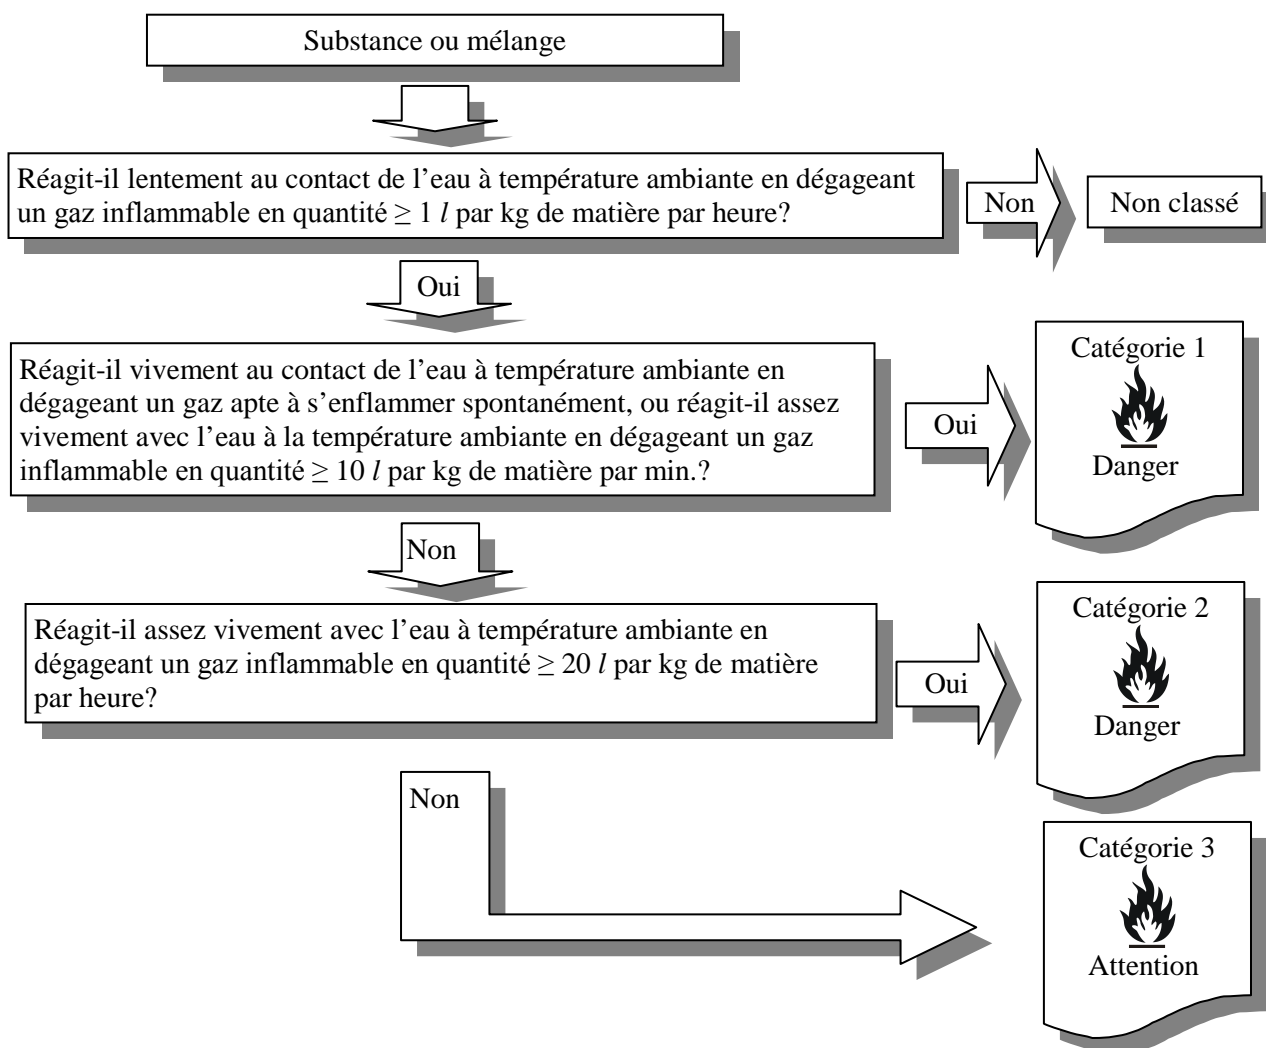 Substance ou mélange
Réagit-il lentement au contact de l’eau à température ambiante en dégageant
un gaz inflammable en quantité ≥ 1 l par kg de matière par heure?
Non
Non classé
Oui
Réagit-il vivement au contact de l’eau à température ambiante en
dégageant un gaz apte à s’enflammer spontanément, ou réagit-il assez
vivement avec l’eau à la température ambiante en dégageant un gaz
inflammable en quantité ≥ 10 l par kg de matière par min.?
Oui
Catégorie 1
Danger
Non
Réagit-il assez vivement avec l’eau à température ambiante en
dégageant un gaz inflammable en quantité ≥ 20 l par kg de matière
par heure?
Oui
Catégorie 2
Danger
Non
Catégorie 3
Attention